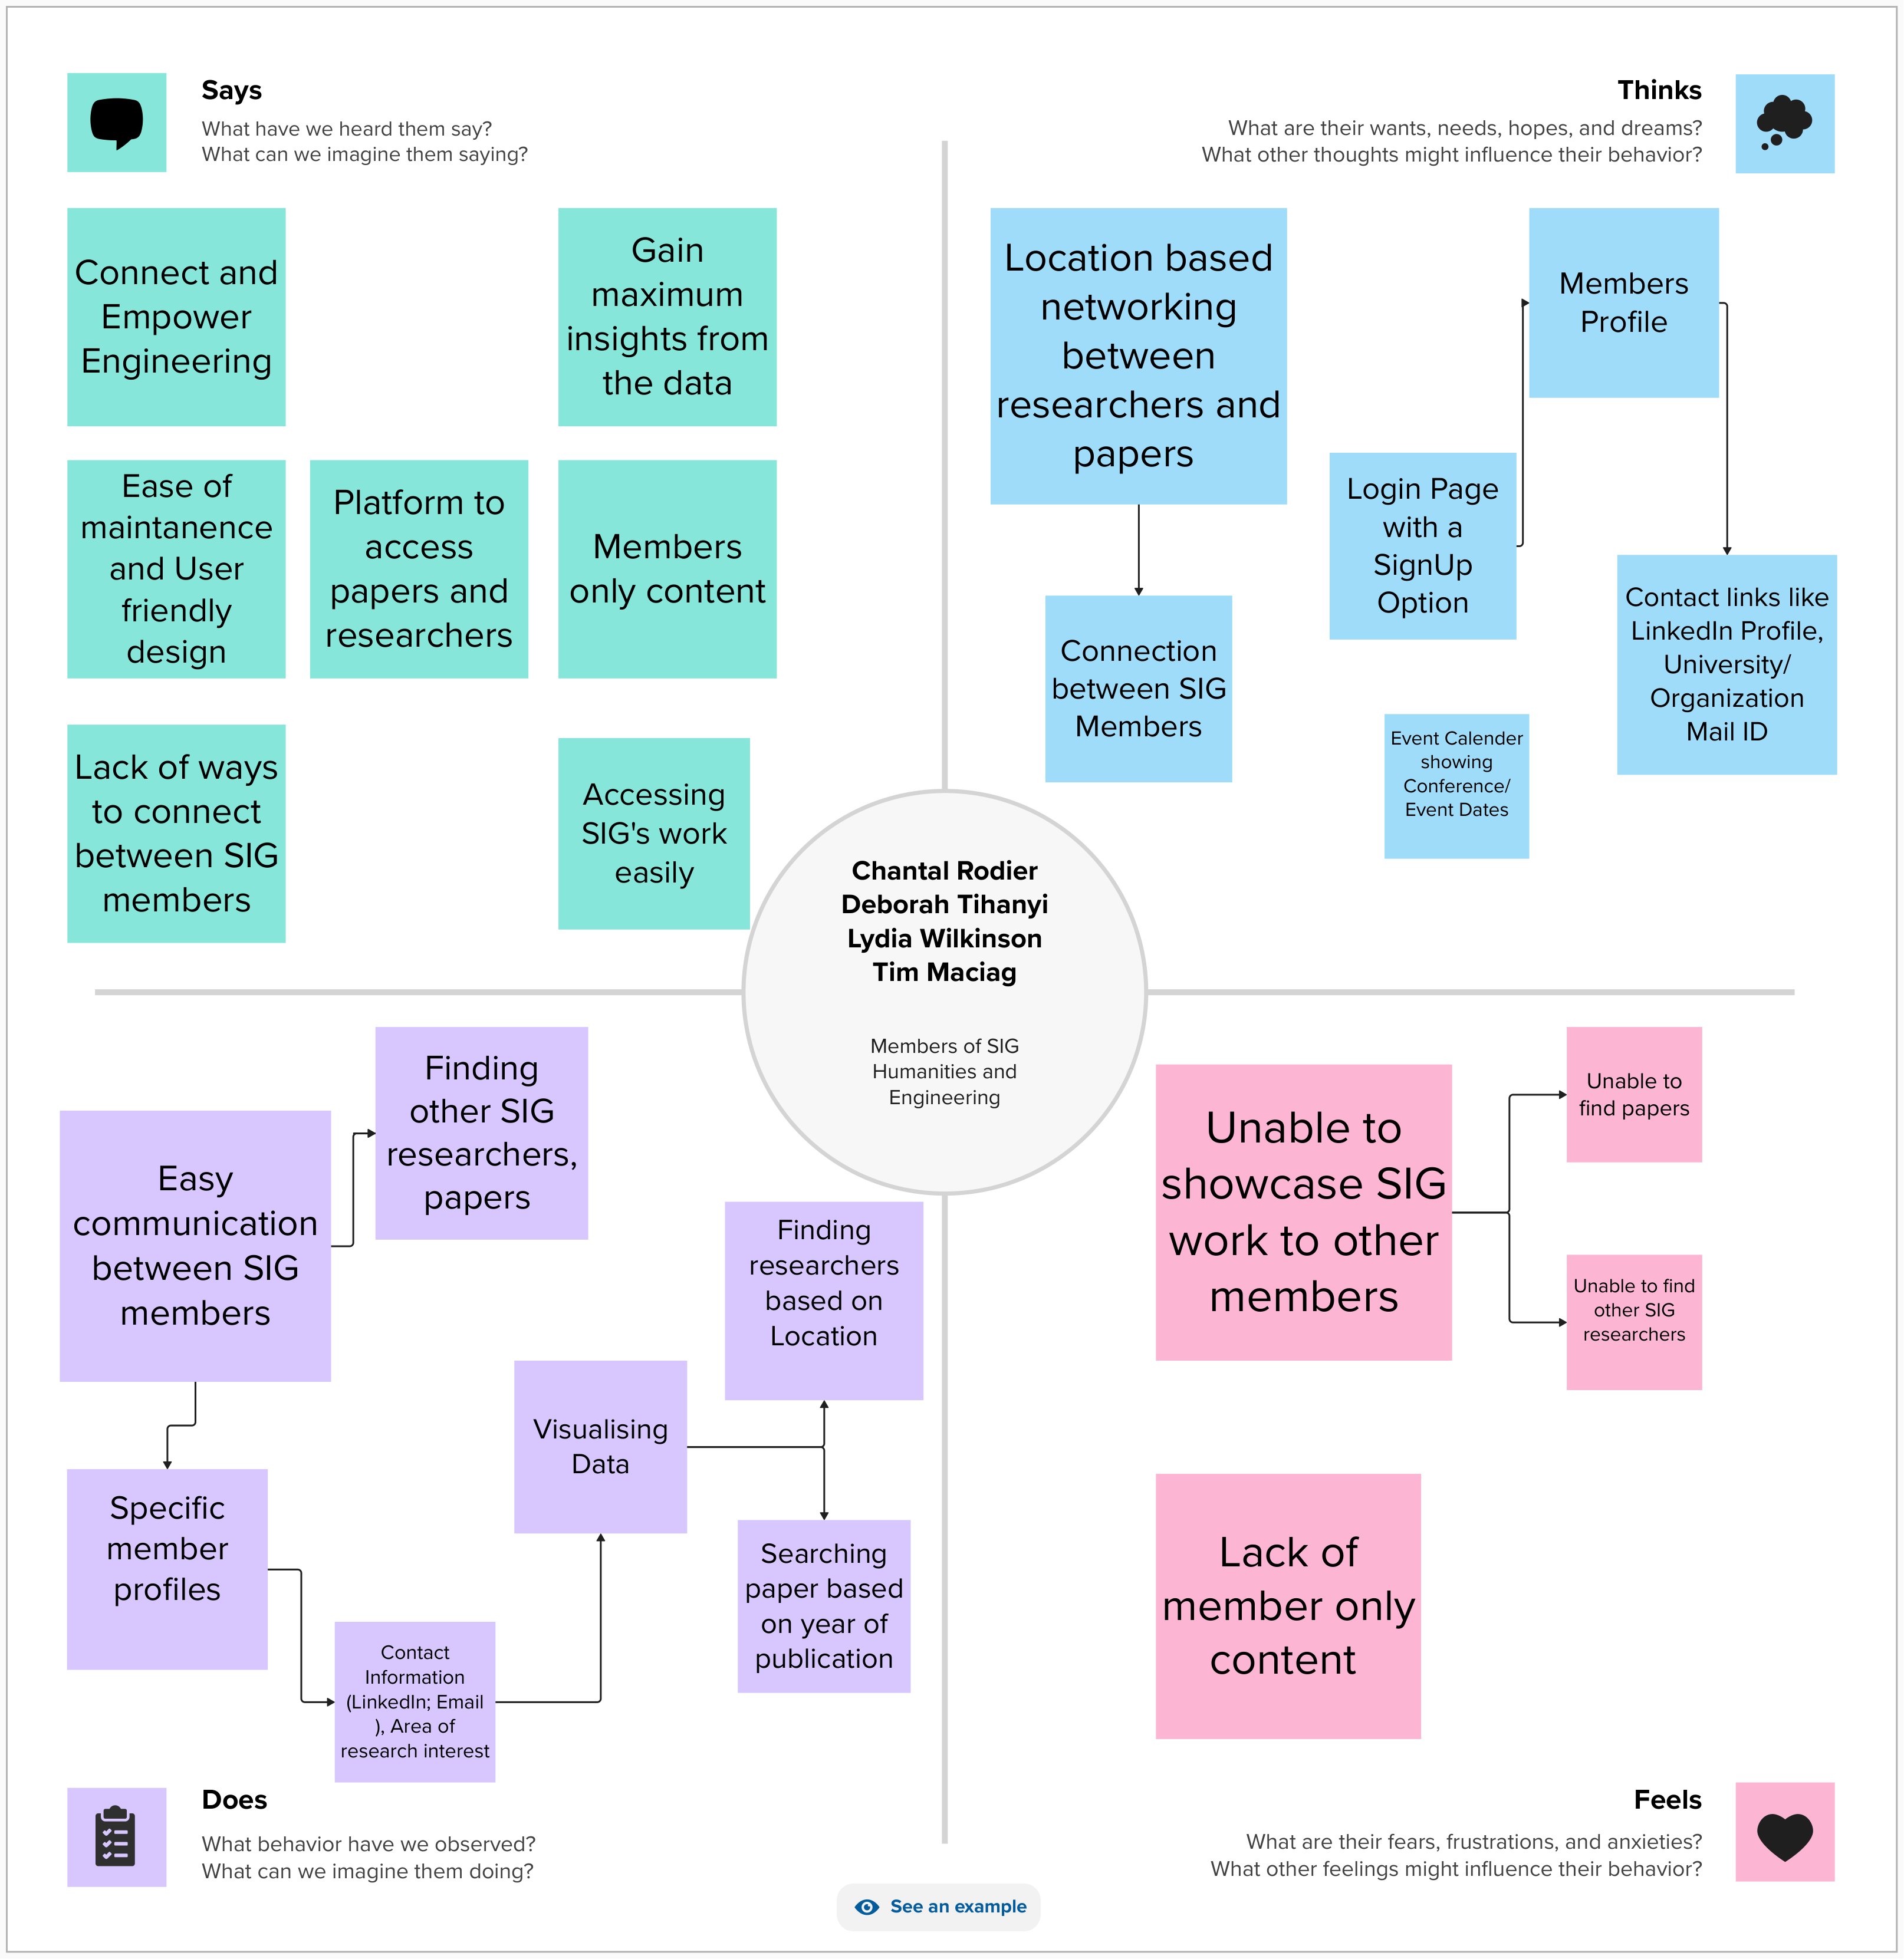 Says
What have we heard them say?
What can we imagine them saying?
Connect and
Empower
Engineering
Gain
maximum
insights from
the data
Ease of
maintanence
and User
friendly
design
Platform to
access
papers and
researchers
Members
only content
Lack of ways
to connect
between SIG
members
Accessing
SIG's work
easily
Thinks
What are their wants, needs, hopes, and dreams?
What other thoughts might influence their behavior?
Location based
networking
between
researchers and
papers
Members
Profile
Login Page
with a
SignUp
Option
Connection
between SIG
Members
Contact links like
LinkedIn Profile,
University/
Organization
Mail ID
Event Calender
showing
Conference/
Event Dates
Chantal Rodier
Deborah Tihanyi
Lydia Wilkinson
Tim Maciag
Members of SIG
Humanities and
Engineering
Finding
other SIG
researchers,
papers
Easy
communication
between SIG
members
Finding
researchers
based on
Location
Visualising
Data
Specific
member
profiles
Searching
paper based
on year of
publication
Contact
Information
(LinkedIn; Email
), Area of
research interest
Does
What behavior have we observed?
What can we imagine them doing?
Unable to
showcase SIG
work to other
members
Unable to
find papers
Unable to find
other SIG
researchers
Lack of
member only
content
Feels
What are their fears, frustrations, and anxieties?
What other feelings might influence their behavior?
See an example